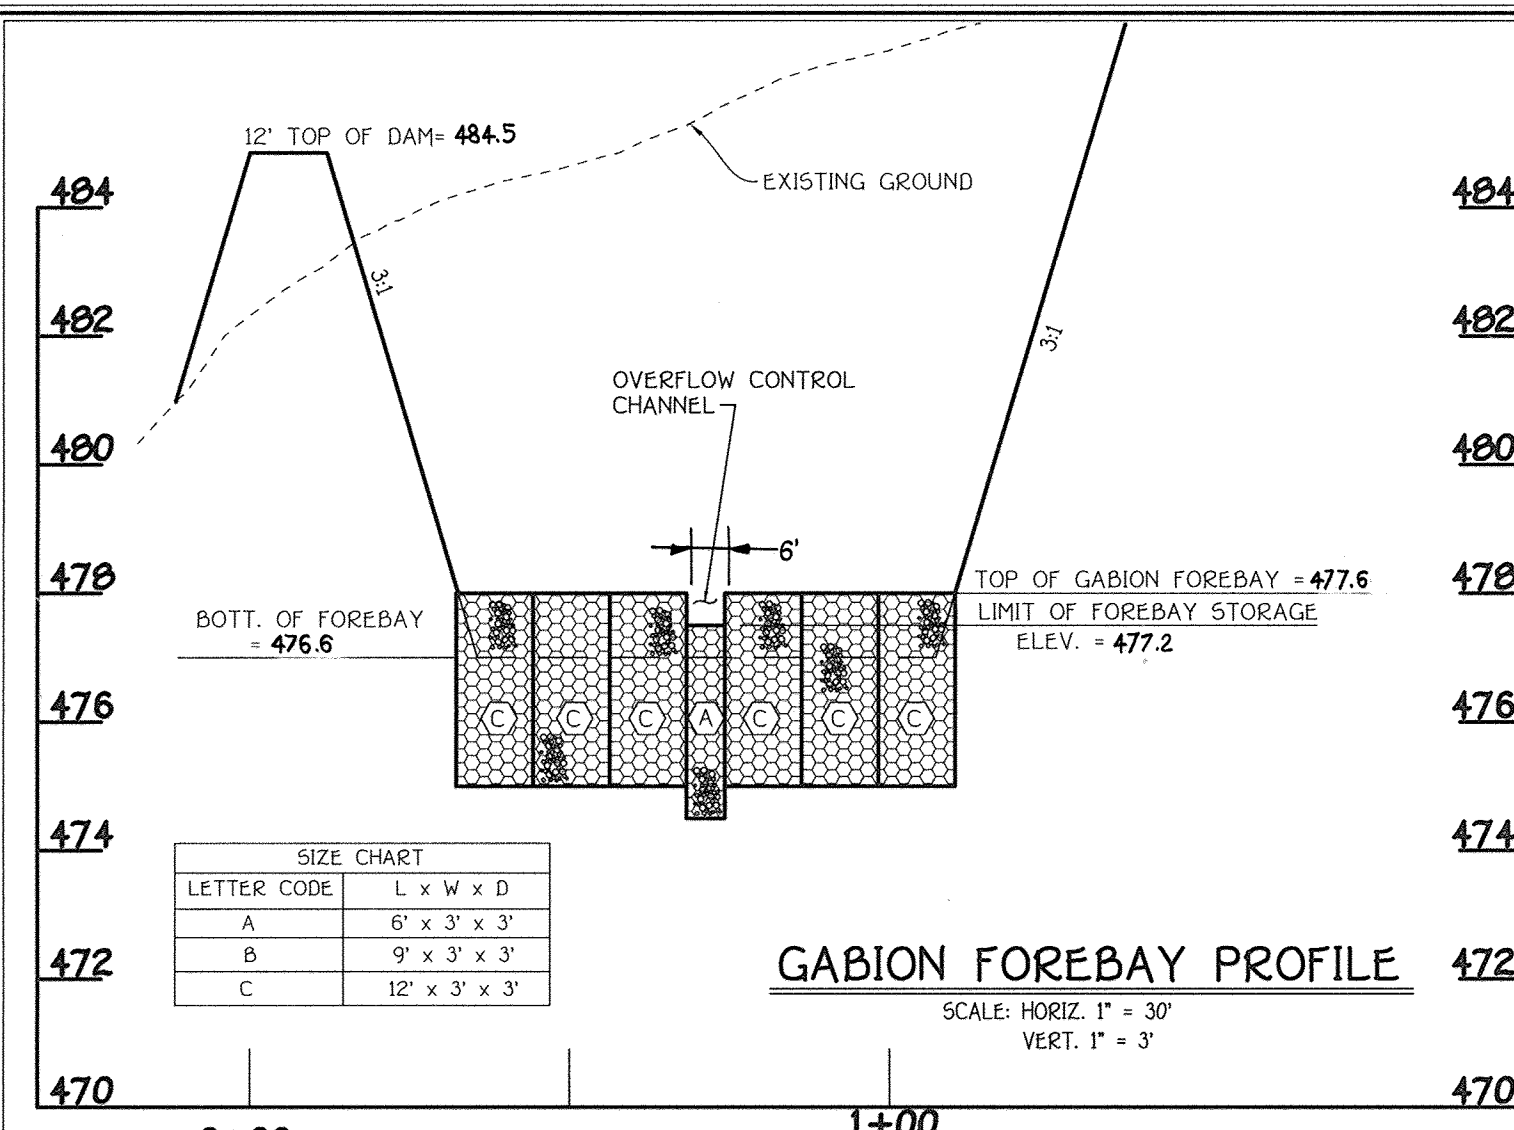 12' TOP OF DAM= 484.5
EXISTING GROUND
484
484
3:1
482
482
3:1
OVERFLOW CONTROL
CHANNEL
480
480
6'
478
478
TOP OF GABION FOREBAY = 477.6
LIMIT OF FOREBAY STORAGE
ELEV. = 477.2
BOTT. OF FOREBAY
= 476.6
476
476
C C C A C C C
474
474
SIZE CHART
LETTER CODE L x W x D
A 6' x 3' x 3'
B 9' x 3' x 3'
C 12' x 3' x 3'
472
472
GABION FOREBAY PROFILE
SCALE: HORIZ. 1" = 30'
VERT. 1" = 3'
470
470
1+00